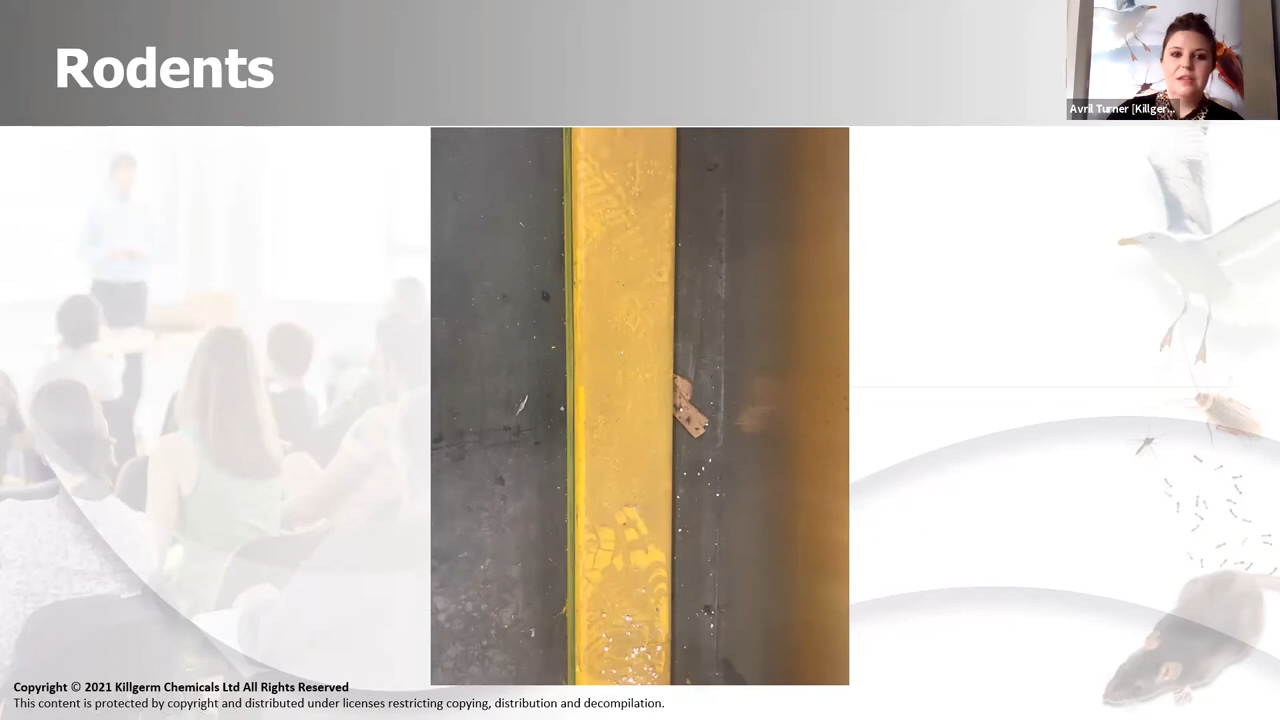 Rodents
Avril Turner [Killger...
Copyright © 2021 Killgerm Chemicals Ltd All Rights Reserved
This content is protected by copyright and distributed under licenses restricting copying, distribution and decompilation.